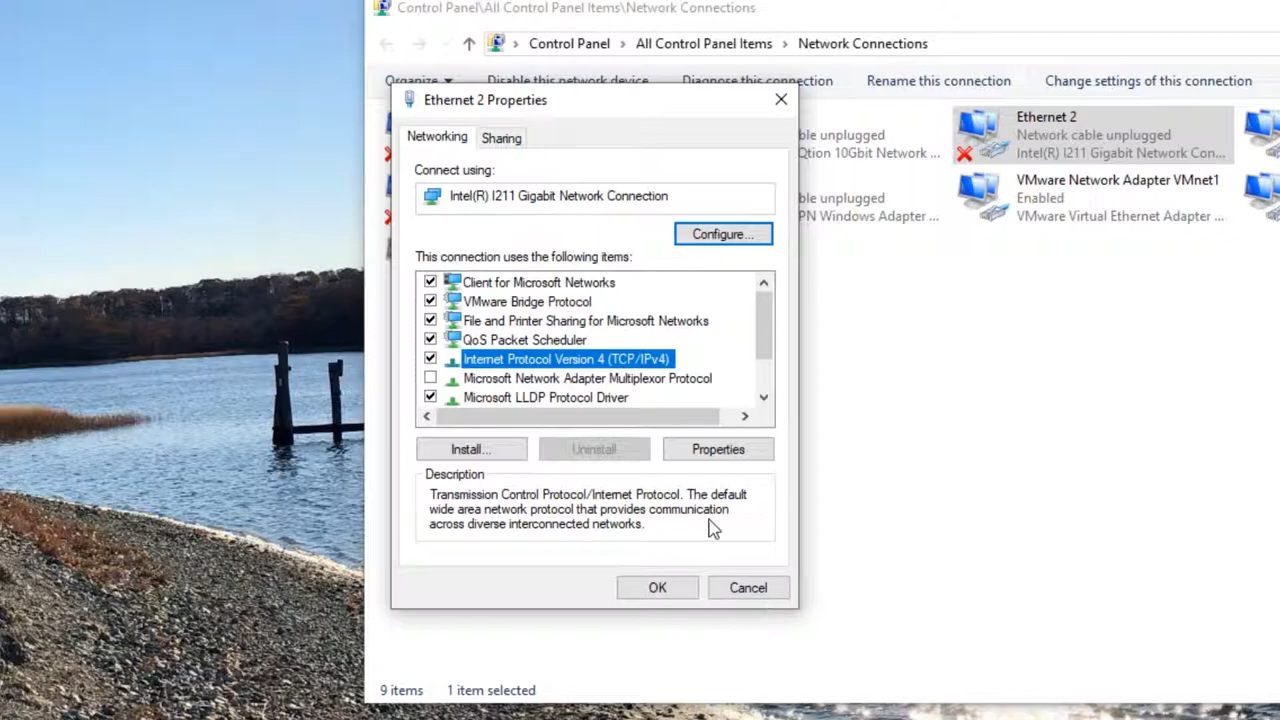 Control Panel\All Control Panel Items\Network Connections
Control Panel > All Control Panel Items > Network Connections
Organize Disable this network device Diagnose this connection Rename this connection Change settings of this connection
Ethernet 2 Properties
Networking Sharing
Connect using:
Intel(R) I211 Gigabit Network Connection
Configure...
This connection uses the following items:
Client for Microsoft Networks
VMware Bridge Protocol
File and Printer Sharing for Microsoft Networks
QoS Packet Scheduler
Internet Protocol Version 4 (TCP/IPv4)
Microsoft Network Adapter Multiplexor Protocol
Microsoft LLDP Protocol Driver
Install... Uninstall Properties
Description
Transmission Control Protocol/Internet Protocol. The default
wide area network protocol that provides communication
across diverse interconnected networks.
OK Cancel
ble unplugged
Qtion 10Gbit Network ...
ble unplugged
PN Windows Adapter ...
Ethernet 2
Network cable unplugged
Intel(R) I211 Gigabit Network Con...
VMware Network Adapter VMnet1
Enabled
VMware Virtual Ethernet Adapter ...
9 items 1 item selected